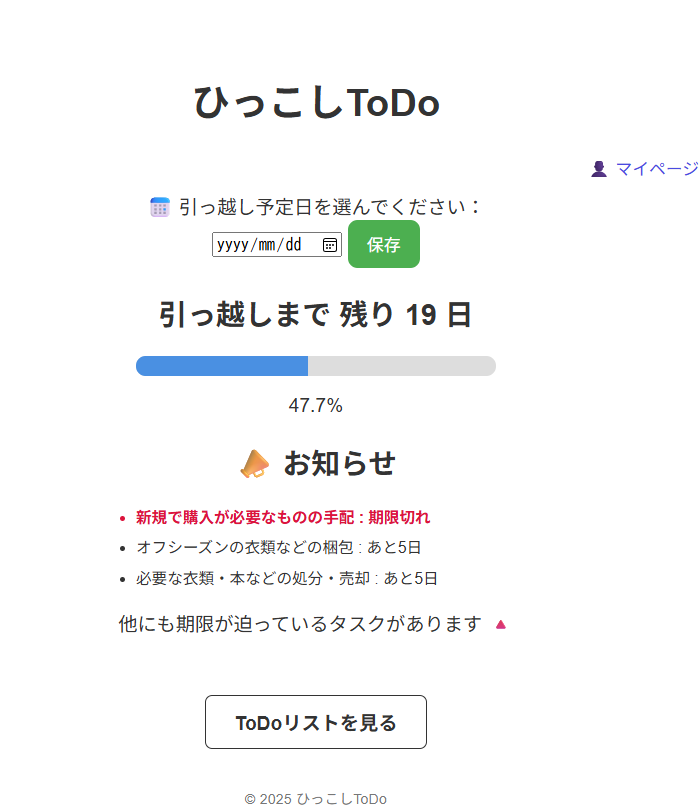 ひっこしToDo
マイページ
引っ越し予定日を選んでください：
yyyy/mm/dd 保存
引っ越しまで 残り 19 日
47.7%
お知らせ
新規で購入が必要なものの手配 : 期限切れ
オフシーズンの衣類などの梱包 : あと5日
必要な衣類・本などの処分・売却 : あと5日
他にも期限が迫っているタスクがあります
ToDoリストを見る
© 2025 ひっこしToDo